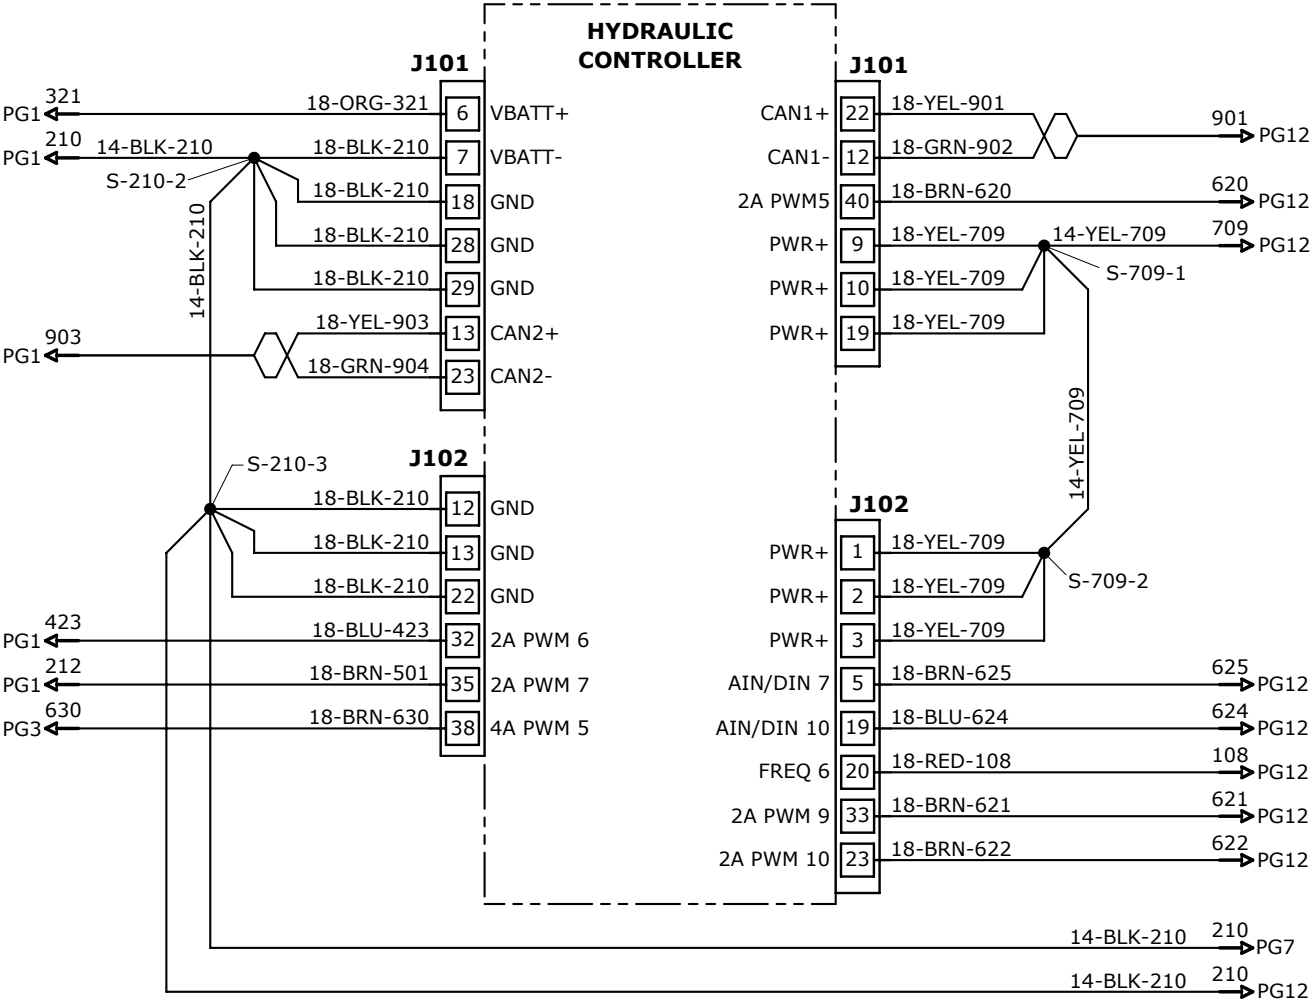 HYDRAULIC
CONTROLLER
J101
321
PG1
18-ORG-321
6
VBATT+
210
PG1
14-BLK-210
18-BLK-210
7
VBATT-
S-210-2
18-BLK-210
18
GND
14-BLK-210
18-BLK-210
28
GND
18-BLK-210
29
GND
18-YEL-903
13
CAN2+
903
PG1
18-GRN-904
23
CAN2-
J102
S-210-3
18-BLK-210
12
GND
18-BLK-210
13
GND
18-BLK-210
22
GND
423
PG1
18-BLU-423
32
2A PWM 6
212
PG1
18-BRN-501
35
2A PWM 7
630
PG3
18-BRN-630
38
4A PWM 5
J101
CAN1+
22
18-YEL-901
901
PG12
CAN1-
12
18-GRN-902
2A PWM5
40
18-BRN-620
620
PG12
PWR+
9
18-YEL-709
14-YEL-709
709
PG12
S-709-1
PWR+
10
18-YEL-709
PWR+
19
18-YEL-709
14-YEL-709
J102
PWR+
1
18-YEL-709
S-709-2
PWR+
2
18-YEL-709
PWR+
3
18-YEL-709
AIN/DIN 7
5
18-BRN-625
625
PG12
AIN/DIN 10
19
18-BLU-624
624
PG12
FREQ 6
20
18-RED-108
108
PG12
2A PWM 9
33
18-BRN-621
621
PG12
2A PWM 10
23
18-BRN-622
622
PG12
14-BLK-210
210
PG7
14-BLK-210
210
PG12